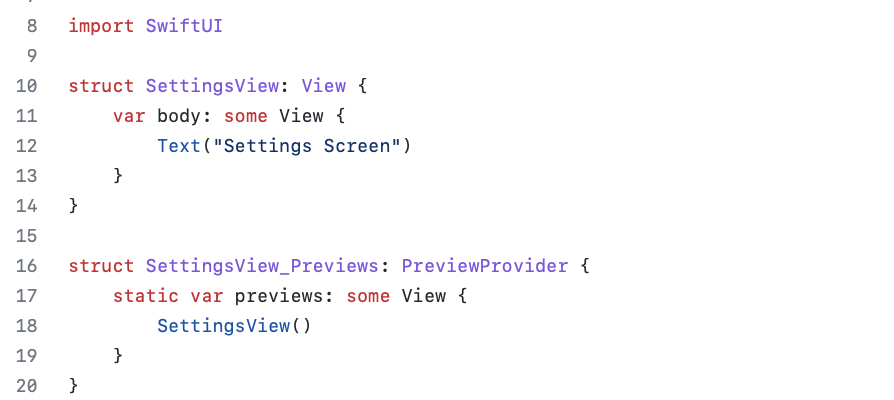 8 import SwiftUI
9
10 struct SettingsView: View {
11     var body: some View {
12         Text("Settings Screen")
13     }
14 }
15
16 struct SettingsView_Previews: PreviewProvider {
17     static var previews: some View {
18         SettingsView()
19     }
20 }